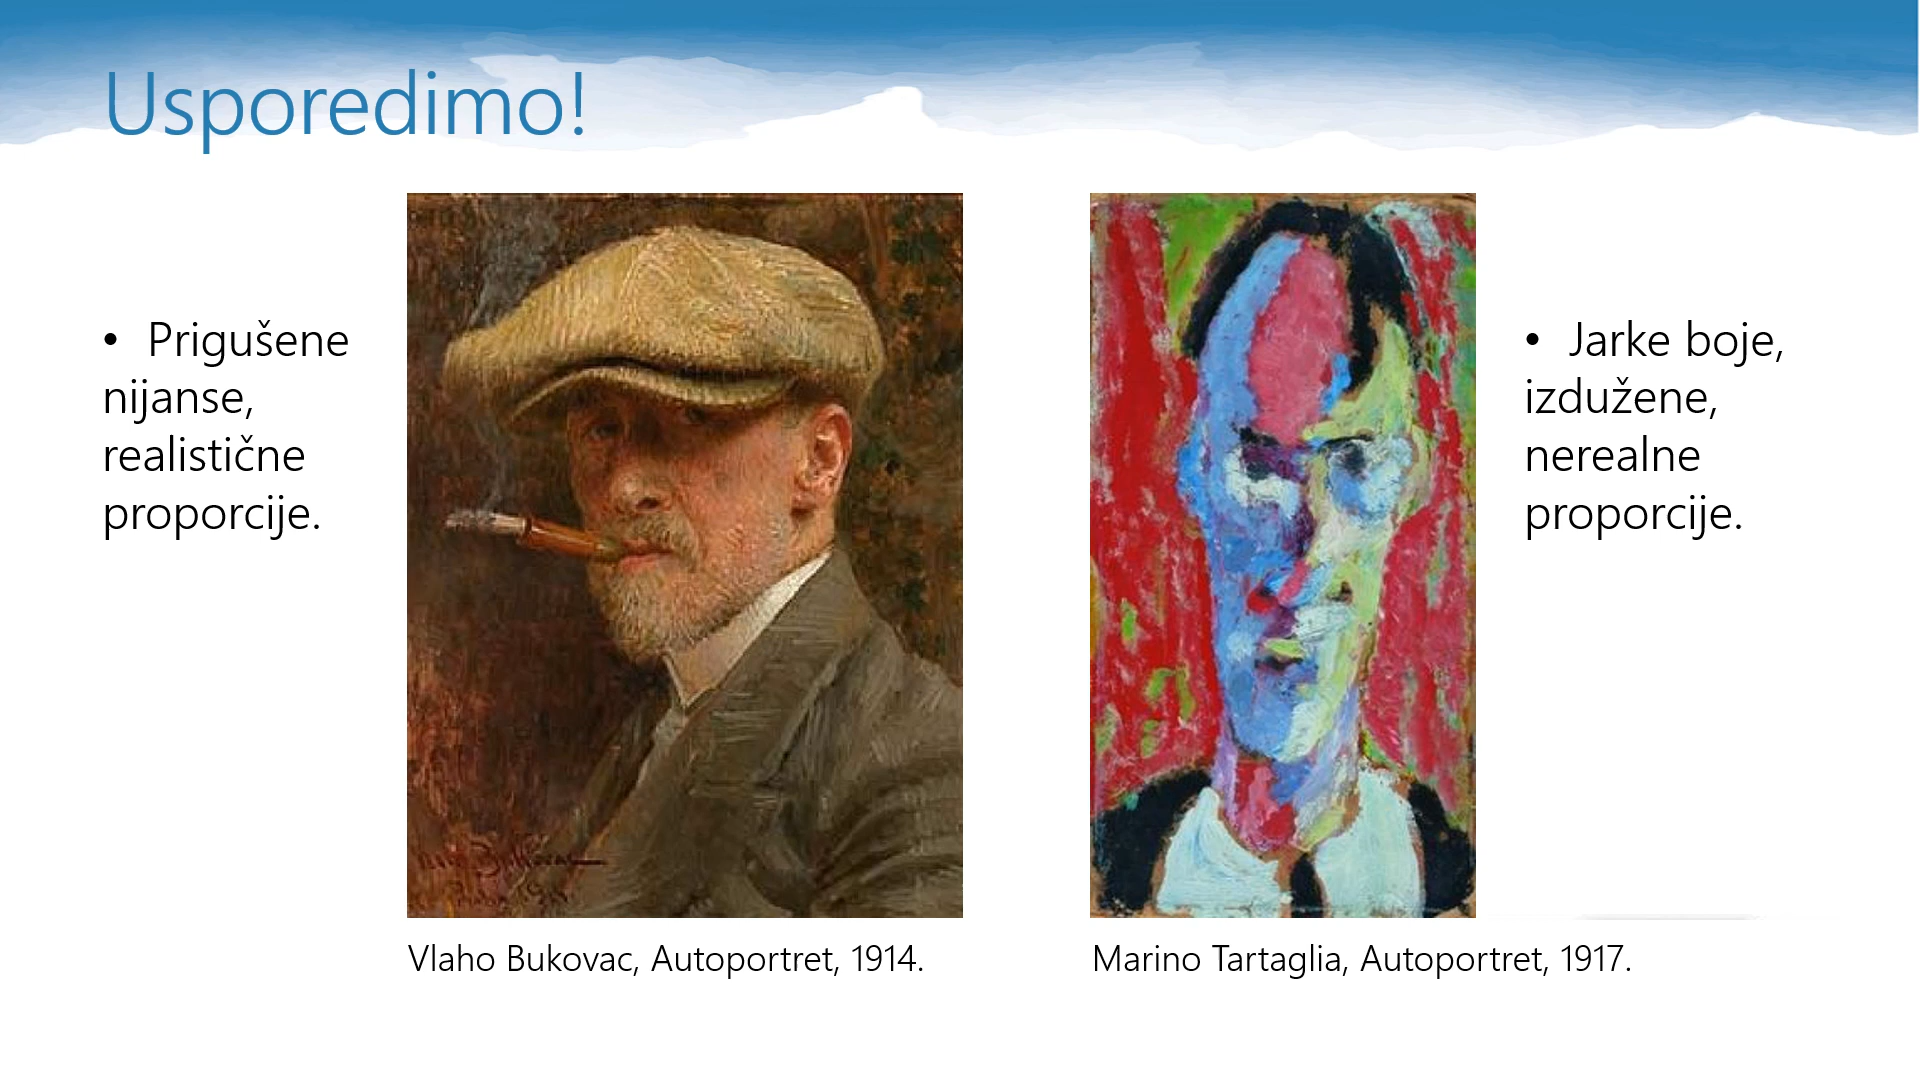 Usporedimo!
• Prigušene
nijanse,
realistične
proporcije.
• Jarke boje,
izdužene,
nerealne
proporcije.
Vlaho Bukovac, Autoportret, 1914.
Marino Tartaglia, Autoportret, 1917.